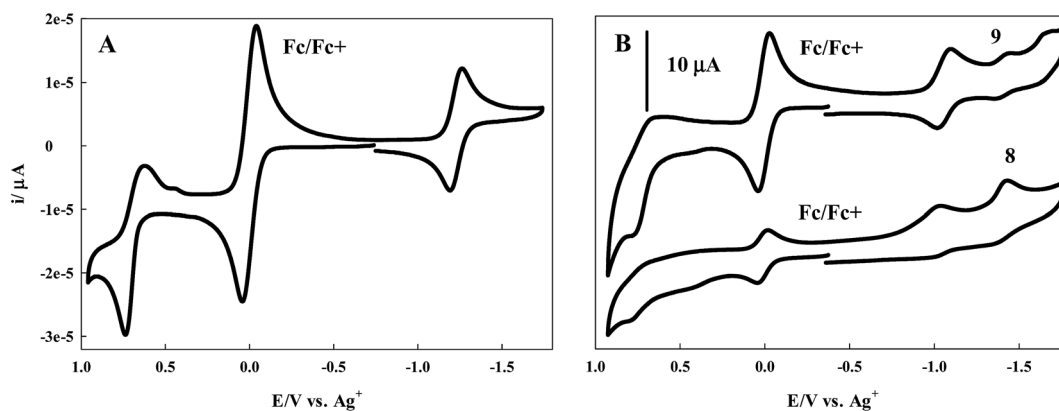 A
Fc/Fc+
2e-5
1e-5
0
-1e-5
-2e-5
-3e-5
i/ μA
1.0
0.5
0.0
-0.5
-1.0
-1.5
E/V vs. Ag+
B
10 μA
Fc/Fc+
9
8
Fc/Fc+
1.0
0.5
0.0
-0.5
-1.0
-1.5
E/V vs. Ag+